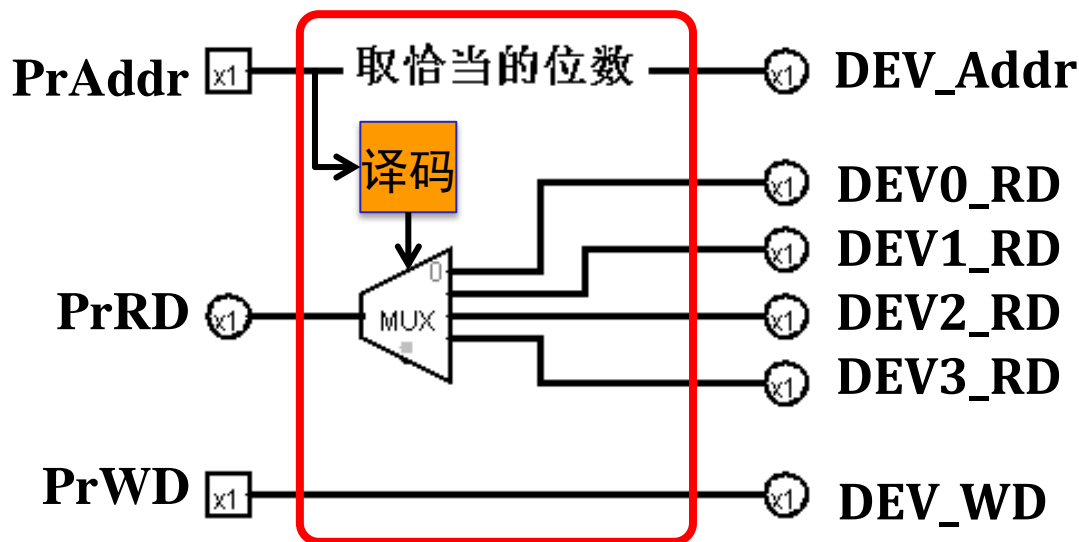 PrAddr x1 取恰当的位数 x1 DEV_Addr
译码
x1 DEV0_RD
0
x1 DEV1_RD
PrRD x1 MUX x1 DEV2_RD
x1 DEV3_RD
PrWD x1 x1 DEV_WD